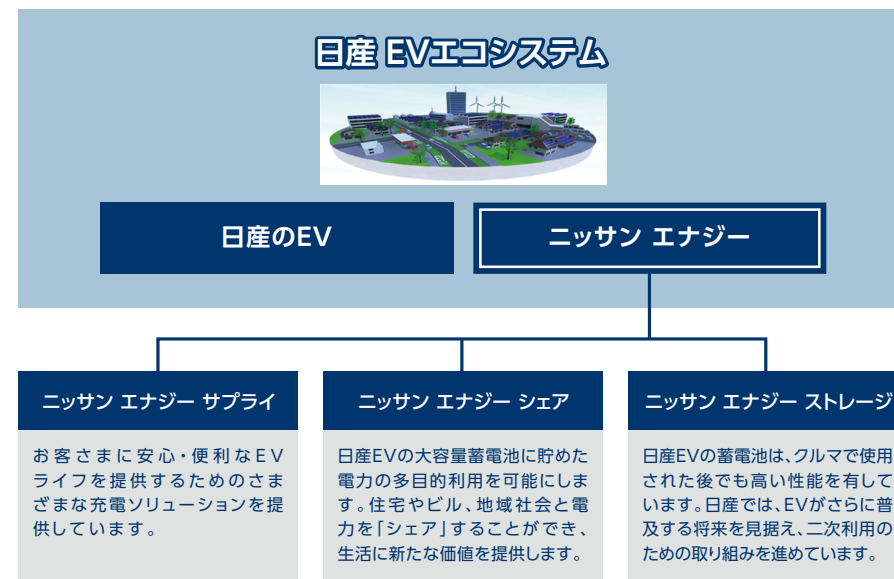 日産 EVエコシステム
日産のEV
ニッサン エナジー
ニッサン エナジー サプライ
お客さまに安心・便利なEV
ライフを提供するためのさま
ざまな充電ソリューションを提
供しています。
ニッサン エナジー シェア
日産EVの大容量蓄電池に貯めた
電力の多目的利用を可能にしま
す。住宅やビル、地域社会と電
力を「シェア」することができ、
生活に新たな価値を提供します。
ニッサン エナジー ストレージ
日産EVの蓄電池は、クルマで使用
された後でも高い性能を有して
います。日産では、EVがさらに普
及する将来を見据え、二次利用の
ための取り組みを進めています。